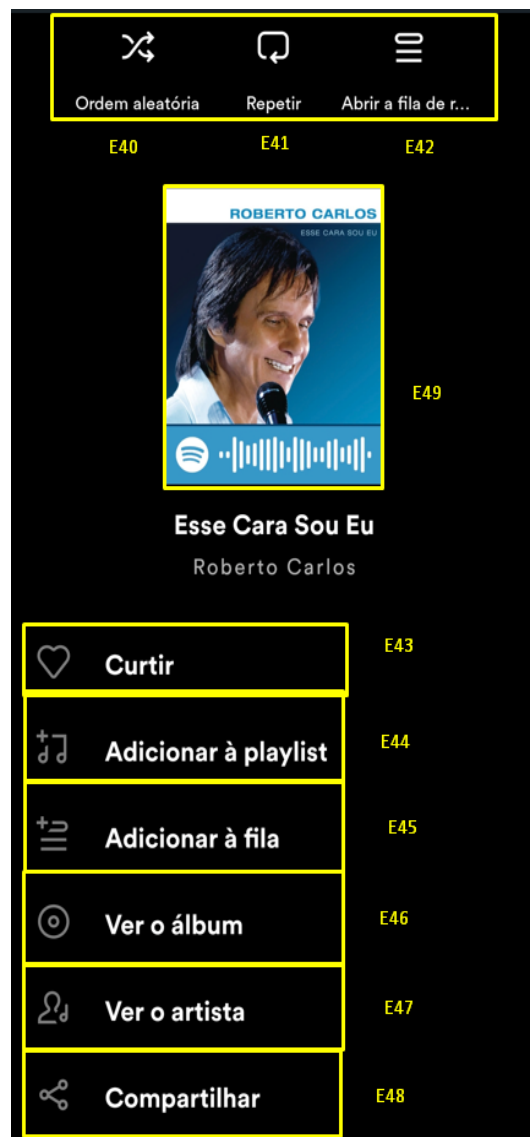 Ordem aleatória Repetir Abrir a fila de r...
E40 E41 E42
ROBERTO CARLOS
ESSE CARA SOU EU
E49
Esse Cara Sou Eu
Roberto Carlos
Curtir E43
Adicionar à playlist E44
Adicionar à fila E45
Ver o álbum E46
Ver o artista E47
Compartilhar E48